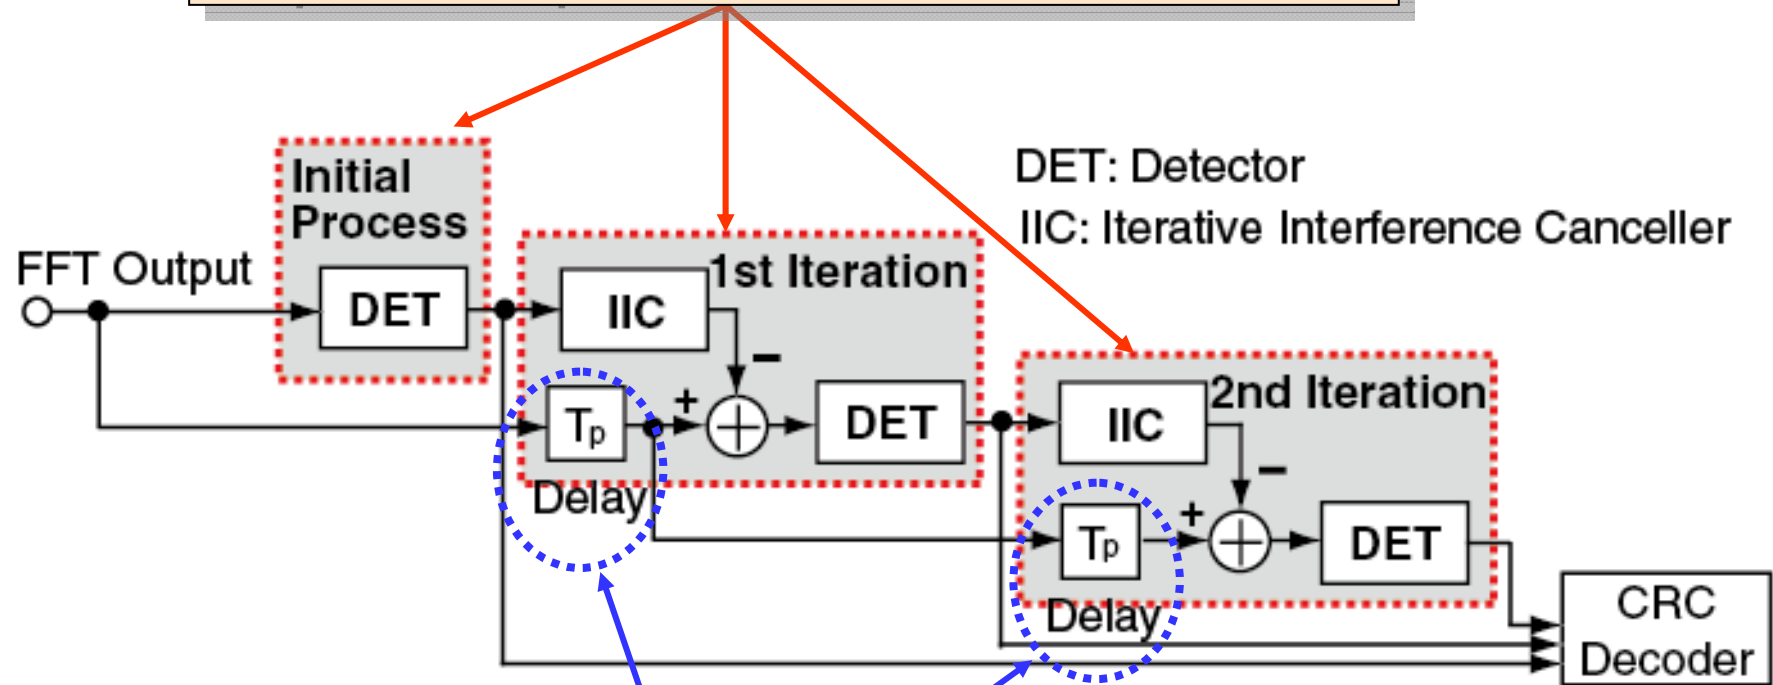 Initial
Process
DET: Detector
IIC: Iterative Interference Canceller
FFT Output
DET
IIC
1st Iteration
−
Tp
+
DET
Delay
IIC
2nd Iteration
−
Tp
+
DET
Delay
CRC
Decoder